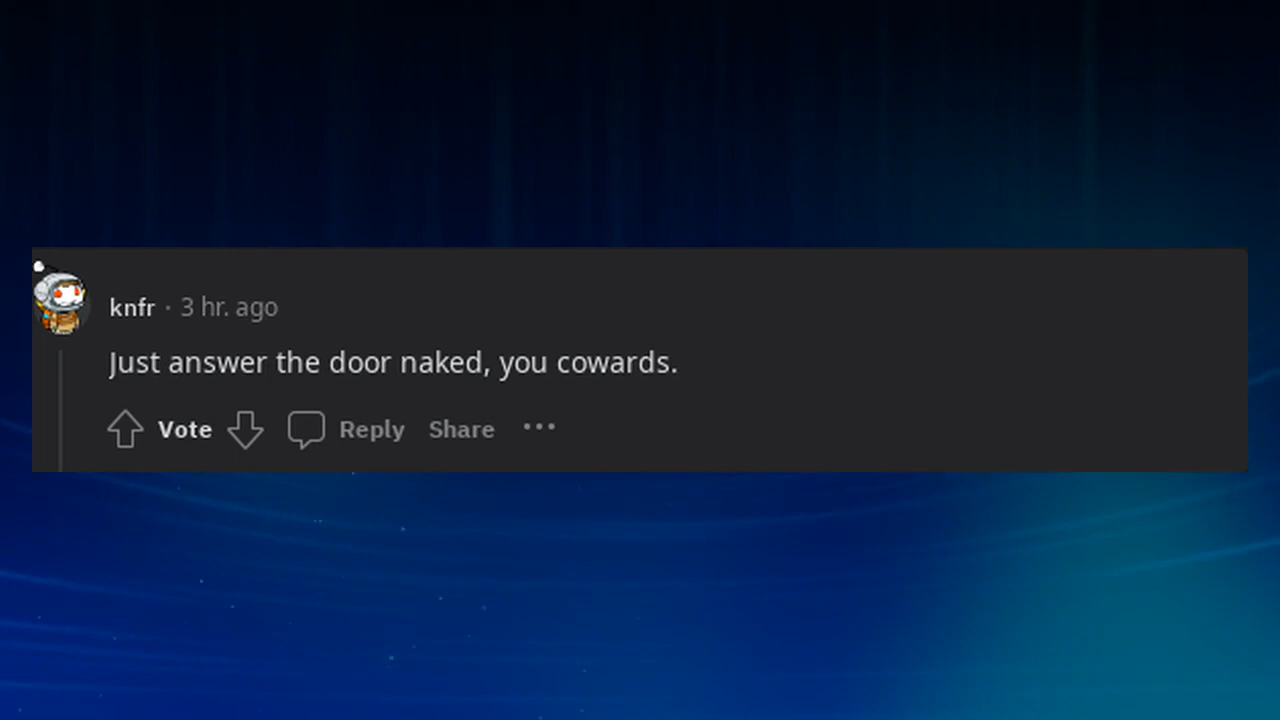 knfr · 3 hr. ago
Just answer the door naked, you cowards.
Vote Reply Share ···